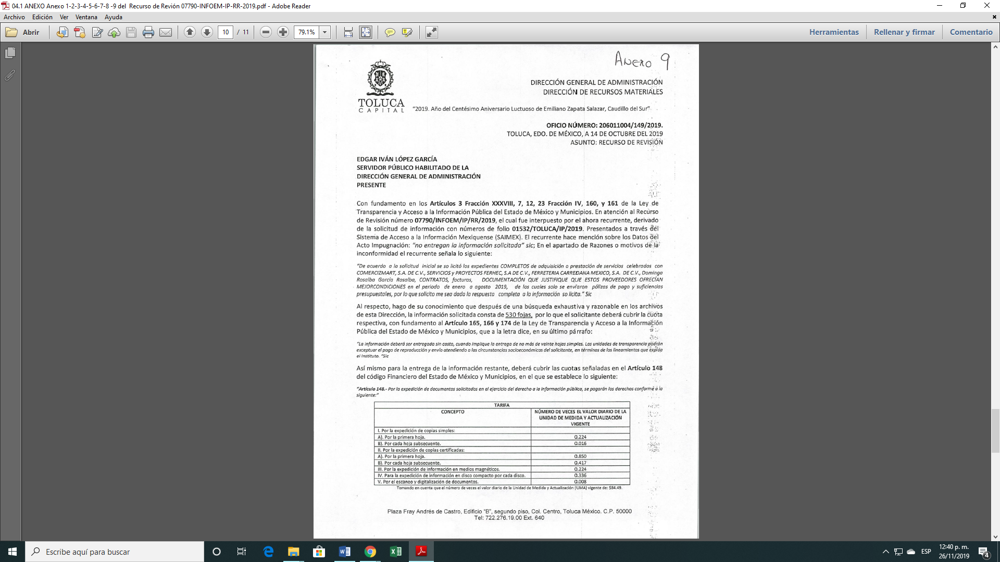 04.1 ANEXO Anexo 1-2-3-4-5-6-7-8 -9 del  Recurso de Revión 07790-INFOEM-IP-RR-2019.pdf - Adobe Reader
Archivo Edición Ver Ventana Ayuda
Abrir 10 / 11 79.1% Herramientas Rellenar y firmar Comentario
Anexo 9
TOLUCA
CAPITAL
DIRECCIÓN GENERAL DE ADMINISTRACIÓN
DIRECCIÓN DE RECURSOS MATERIALES
"2019. Año del Centésimo Aniversario Luctuoso de Emiliano Zapata Salazar, Caudillo del Sur"
OFICIO NÚMERO: 206011004/149/2019.
TOLUCA, EDO. DE MÉXICO, A 14 DE OCTUBRE DEL 2019
ASUNTO: RECURSO DE REVISIÓN
EDGAR IVÁN LÓPEZ GARCÍA
SERVIDOR PÚBLICO HABILITADO DE LA
DIRECCIÓN GENERAL DE ADMINISTRACIÓN
PRESENTE
Con fundamento en los Artículos 3 Fracción XXXVIII, 7, 12, 23 Fracción IV, 160, y 161 de la Ley de
Transparencia y Acceso a la Información Pública del Estado de México y Municipios. En atención al Recurso
de Revisión número 07790/INFOEM/IP/RR/2019, el cual fue interpuesto por el ahora recurrente, derivado
de la solicitud de información con números de folio 01532/TOLUCA/IP/2019. Presentados a través del
Sistema de Acceso a la Información Mexiquense (SAIMEX). El recurrente hace mención sobre los Datos del
Acto Impugnación: "no entregan la información solicitada" sic; En el apartado de Razones o motivos de la
inconformidad el recurrente señala lo siguiente:
"De acuerdo a la solicitud inicial se so licitó los expedientes COMPLETOS de adquisición o prestación de servicios celebrados con
COMERCIZMART, S.A. DE C.V., SERVICIOS y PROYECTOS FERHEC, S.A DE C.V., FERRETERIA CARREDANA MEXICO, S.A. DE C.V., Dominga
Rosalba García Rosalba, CONTRATOS, facturas, DOCUMENTACIÓN QUE JUSTIFIQUE QUE ESTOS PROVEEDORES OFRECÍAN
MEJORCONDICIONES en el periodo de enero a agosto 2019, de los cuales solo se enviaron pólizas de pago y suficiencias
presupuestales, por lo que solicito me sea dada la respuesta completa a la información so licita." Sic
Al respecto, hago de su conocimiento que después de una búsqueda exhaustiva y razonable en los archivos
de esta Dirección, la información solicitada consta de 530 fojas, por lo que el solicitante deberá cubrir la cuota
respectiva, con fundamento al Artículo 165, 166 y 174 de la Ley de Transparencia y Acceso a la Información
Pública del Estado de México y Municipios, que a la letra dice, en su último párrafo:
"La información deberá ser entregada sin costo, cuando implique la entrega de no más de veinte hojas simples. Las unidades de transparencia podrán
exceptuar el pago de reproducción y envío atendiendo a las circunstancias socioeconómicas del solicitante, en términos de los lineamientos que expida
el Instituto. "Sic
Así mismo para la entrega de la información restante, deberá cubrir las cuotas señaladas en el Artículo 148
del código Financiero del Estado de México y Municipios, en el que se establece lo siguiente:
"Artículo 148.- Por la expedición de documentos solicitados en el ejercicio del derecho a la información pública, se pagarán los derechos conforme a la
siguiente:"
TARIFA
CONCEPTO NÚMERO DE VECES EL VALOR DIARIO DE LA
UNIDAD DE MEDIDA Y ACTUALIZACIÓN
VIGENTE
I. Por la expedición de copias simples:
A). Por la primera hoja. 0.224
B). Por cada hoja subsecuente. 0.016
II. Por la expedición de copias certificadas:
A). Por la primera hoja. 0.850
B). Por cada hoja subsecuente. 0.417
III. Por la expedición de información en medios magnéticos. 0.224
IV. Para la expedición de información en disco compacto por cada disco. 0.336
V. Por el escaneo y digitalización de documentos. 0.008
Tomando en cuenta que el número de veces el valor diario de la Unidad de Medida y Actualización (UMA) vigente de: $84.49.
Plaza Fray Andrés de Castro, Edificio "B", segundo piso, Col. Centro, Toluca México. C.P. 50000
Tel: 722.276.19.00 Ext. 640
Escribe aquí para buscar
ESP
12:40 p. m.
26/11/2019
4